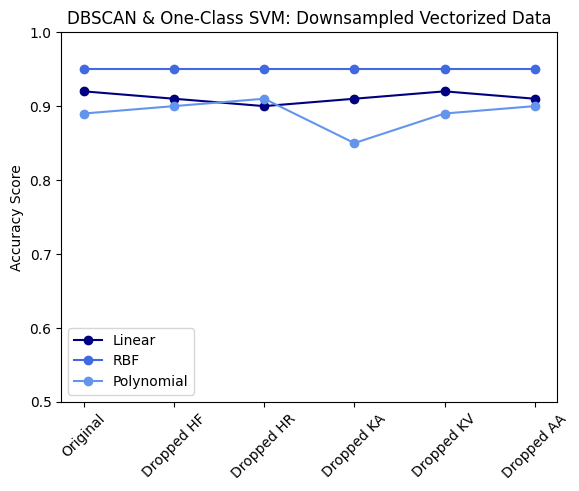 DBSCAN & One-Class SVM: Downsampled Vectorized Data
1.0
0.9
0.8
0.7
0.6
0.5
Accuracy Score
Linear
RBF
Polynomial
Original
Dropped HF
Dropped HR
Dropped KA
Dropped KV
Dropped AA